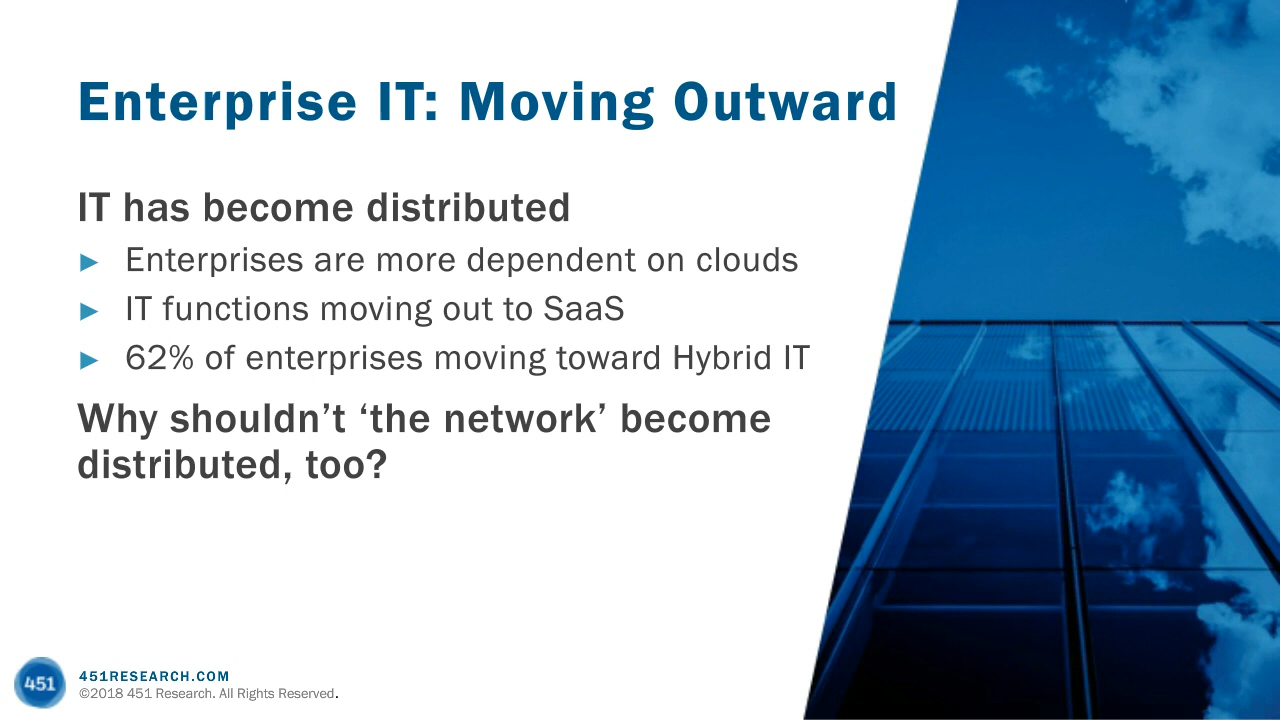 Enterprise IT: Moving Outward
IT has become distributed
► Enterprises are more dependent on clouds
► IT functions moving out to SaaS
► 62% of enterprises moving toward Hybrid IT
Why shouldn’t ‘the network’ become
distributed, too?
451
451RESEARCH.COM
©2018 451 Research. All Rights Reserved.